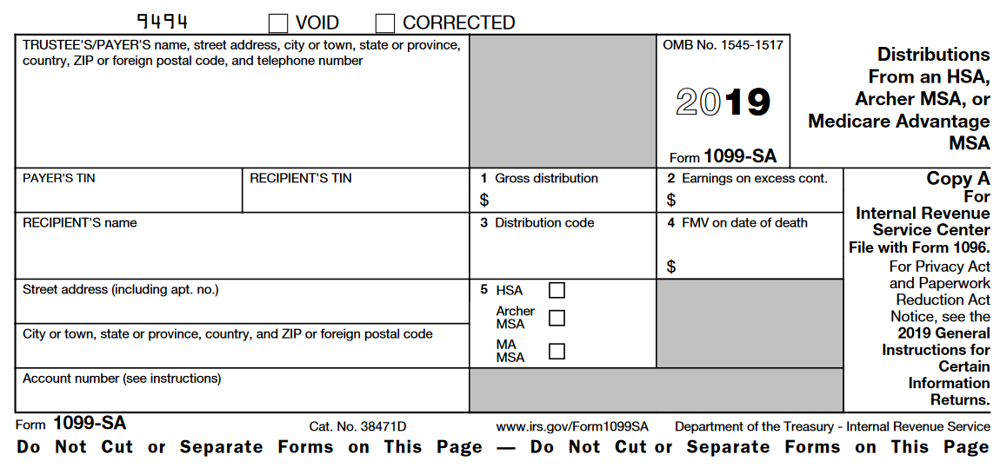 9494 VOID CORRECTED
TRUSTEE'S/PAYER'S name, street address, city or town, state or province,
country, ZIP or foreign postal code, and telephone number
OMB No. 1545-1517
2019
Form 1099-SA
Distributions
From an HSA,
Archer MSA, or
Medicare Advantage
MSA
PAYER'S TIN
RECIPIENT'S TIN
1 Gross distribution
$
2 Earnings on excess cont.
$
Copy A
For
Internal Revenue
Service Center
File with Form 1096.
For Privacy Act
and Paperwork
Reduction Act
Notice, see the
2019 General
Instructions for
Certain
Information
Returns.
RECIPIENT'S name
3 Distribution code
4 FMV on date of death
$
Street address (including apt. no.)
5 HSA
Archer
MSA
MA
MSA
City or town, state or province, country, and ZIP or foreign postal code
Account number (see instructions)
Form 1099-SA Cat. No. 38471D www.irs.gov/Form1099SA Department of the Treasury - Internal Revenue Service
Do Not Cut or Separate Forms on This Page — Do Not Cut or Separate Forms on This Page